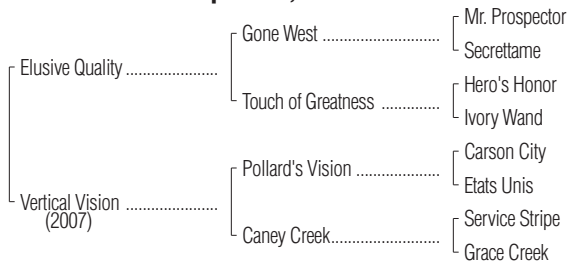 Mr. Prospector
Gone West ......................
Secrettame
Elusive Quality ......................
Hero's Honor
Touch of Greatness ..............
Ivory Wand
Carson City
Pollard's Vision ....................
Etats Unis
Vertical Vision ......................
(2007)
Service Stripe
Caney Creek..........................
Grace Creek